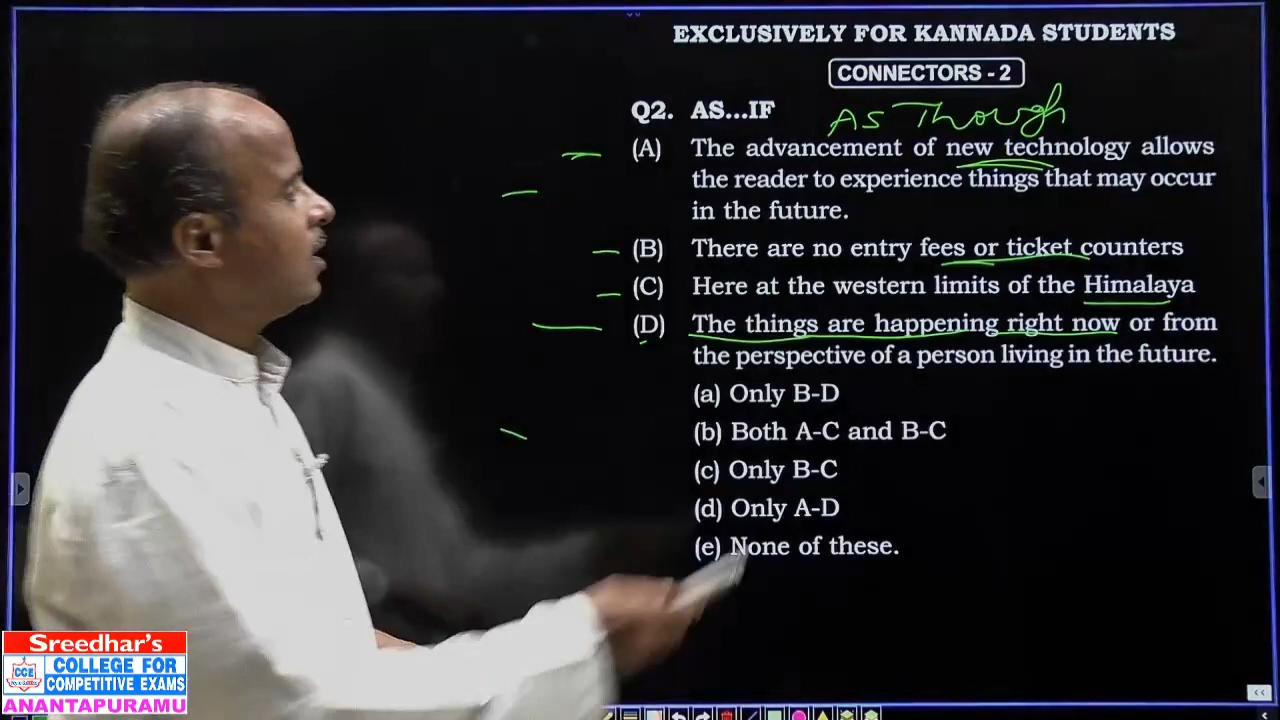 EXCLUSIVELY FOR KANNADA STUDENTS
CONNECTORS - 2
Q2. AS...IF As Though
(A) The advancement of new technology allows
the reader to experience things that may occur
in the future.
(B) There are no entry fees or ticket counters
(C) Here at the western limits of the Himalaya
(D) The things are happening right now or from
the perspective of a person living in the future.
(a) Only B-D
(b) Both A-C and B-C
(c) Only B-C
(d) Only A-D
(e) None of these.
Sreedhar's
CCE
COLLEGE FOR
COMPETITIVE EXAMS
ANANTAPURAMU